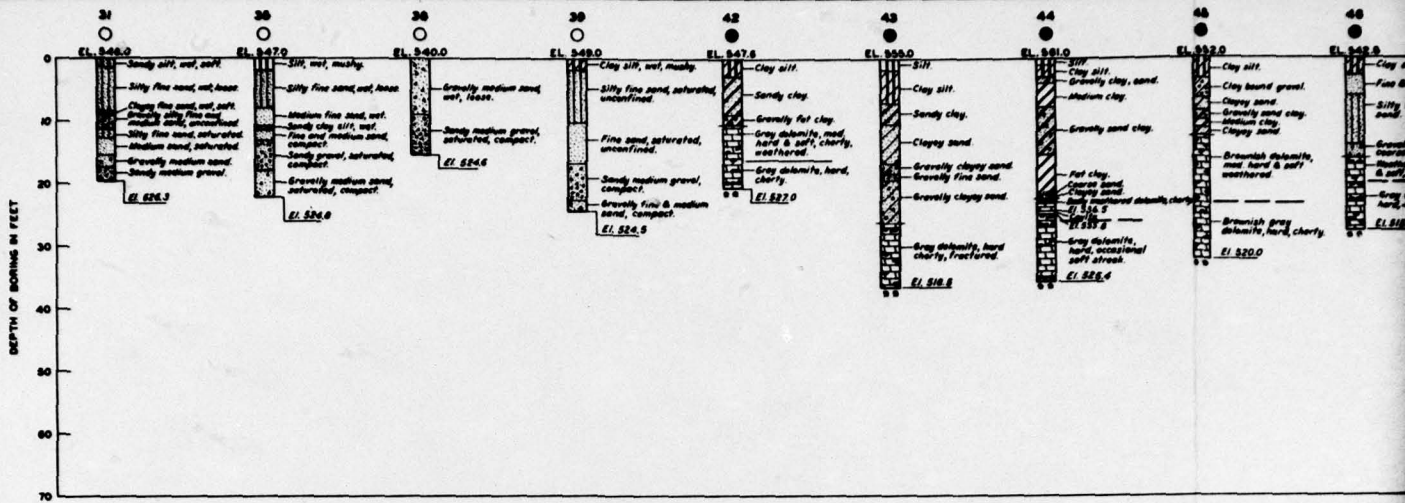 31
EL. 546.0
Sandy silt, wet, soft.
Silty fine sand, wet, loose.
Clayey fine sand, wet, soft.
Gravelly silty fine and
medium sand, unconfined.
Silty fine sand, saturated.
Medium sand, saturated.
Gravelly medium sand.
Sandy medium gravel.
El. 526.3
EL. 547.0
Silt, wet, mushy.
Silty fine sand, wet, loose.
Medium fine sand, wet.
Sandy clay silt, wet.
Fine and medium sand,
compact.
Sandy gravel, saturated,
compact.
Gravelly medium sand,
saturated, compact.
El. 524.8
EL. 540.0
Gravelly medium sand,
wet, loose.
Sandy medium gravel,
saturated, compact.
El. 524.6
39
EL. 549.0
Clay silt, wet, mushy.
Silty fine sand, saturated,
unconfined.
Fine sand, saturated,
unconfined.
Sandy medium gravel,
compact.
Gravelly fine & medium
sand, compact.
El. 524.5
42
EL. 547.6
Clay silt.
Sandy clay.
Gravelly fat clay.
Gray dolomite, med.
hard & soft, cherty,
weathered.
Gray dolomite, hard,
cherty.
El. 527.0
43
EL. 555.0
Silt.
Clay silt.
Sandy clay.
Clayey sand.
Gravelly clayey sand.
Gravelly fine sand.
Gravelly clayey sand.
Gray dolomite, hard
cherty, fractured.
El. 518.8
44
EL. 561.0
Silt.
Clay silt.
Gravelly clay, sand.
Medium clay.
Gravelly sand clay.
Fat clay.
Coarse sand.
Clayey sand.
Gray dolomite,
hard, occasional
soft streak.
45
EL. 552.0
Clay silt.
Clay bound gravel.
Clayey sand.
Gravelly sand clay.
Medium clay.
Clayey sand.
Brownish dolomite,
med. hard & soft
weathered.
Brownish gray
dolomite, hard, cherty.
El. 520.0
46
EL. 542.8
Silty
sand.
DEPTH OF BORING IN FEET
0
10
20
30
40
50
60
70